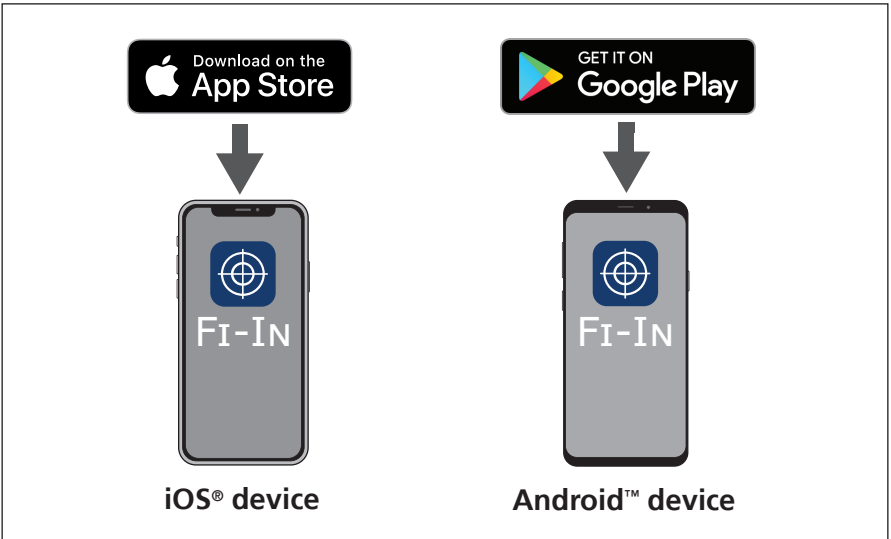 Download on the
App Store
GET IT ON
Google Play
FI-IN
FI-IN
iOS® device
Android™ device